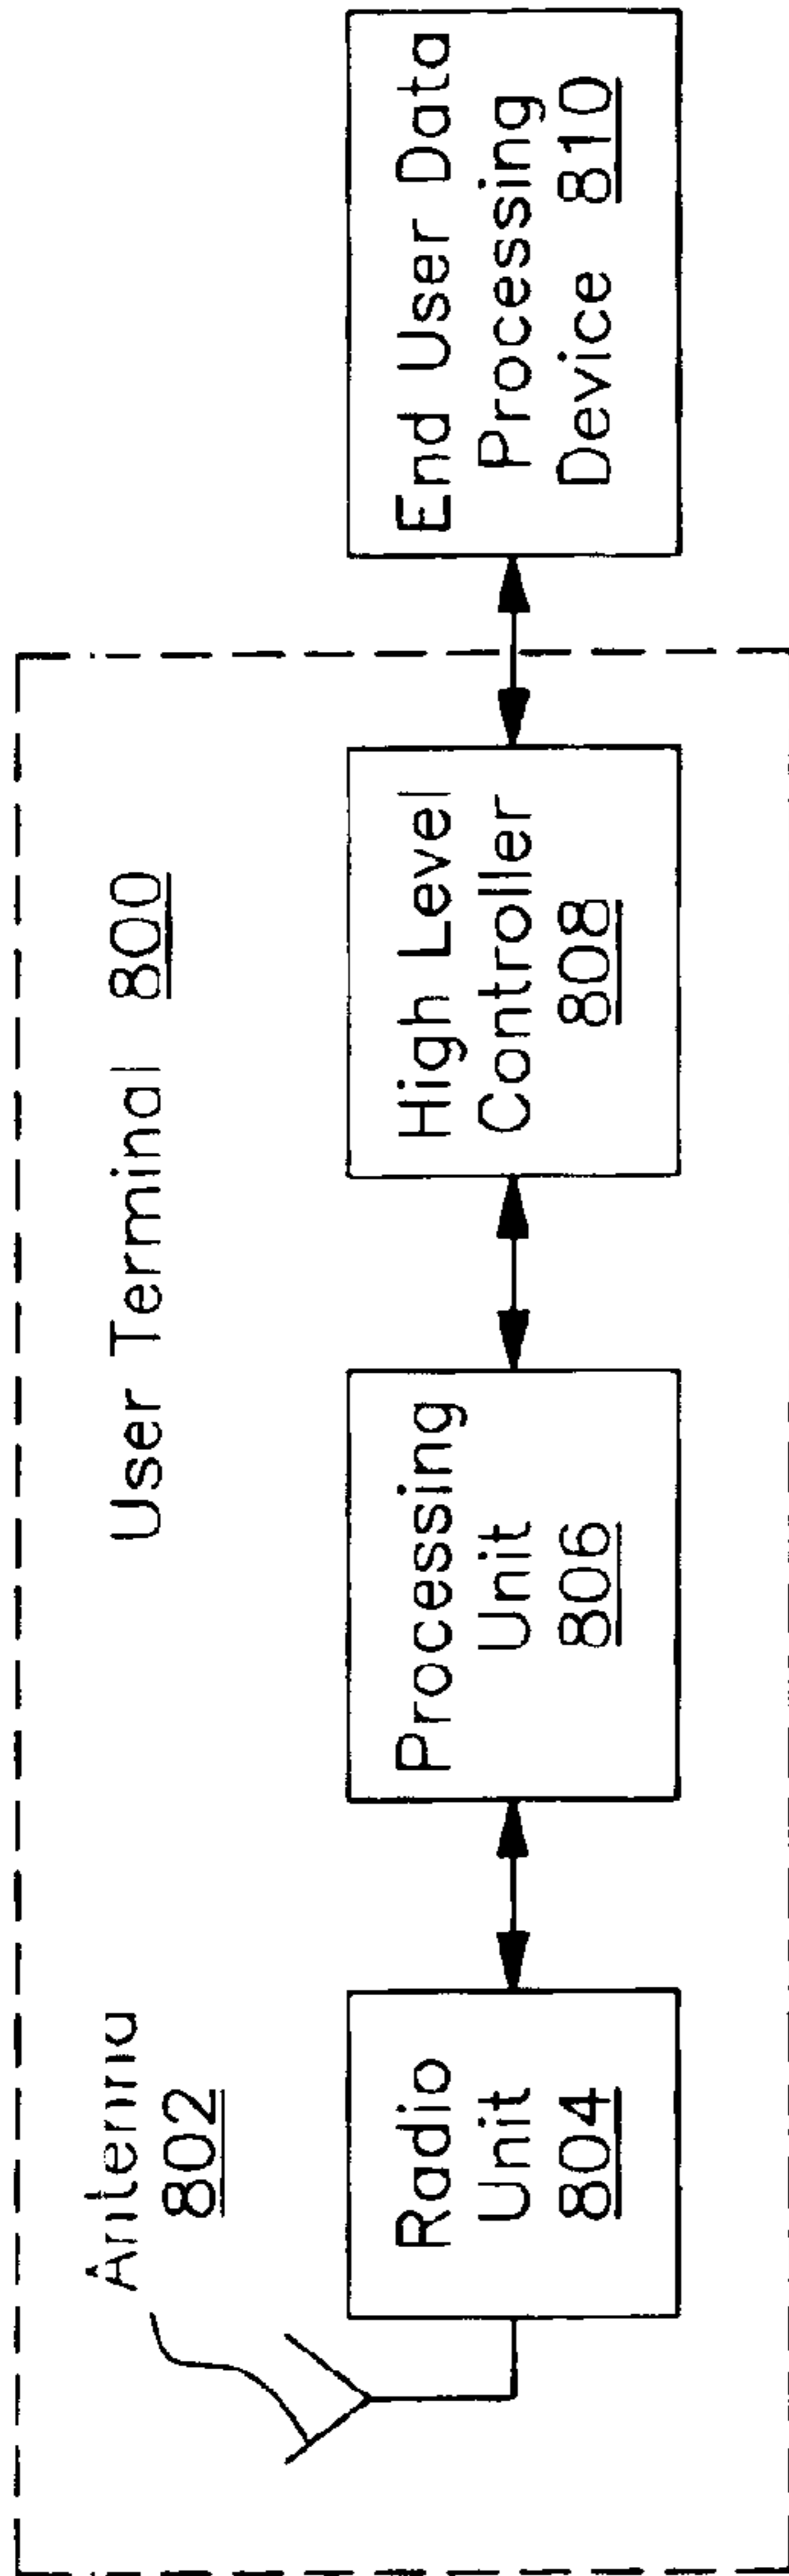 User Terminal 800
Antenna
802
Radio
Unit
804
Processing
Unit
806
High Level
Controller
808
End User Data
Processing
Device 810